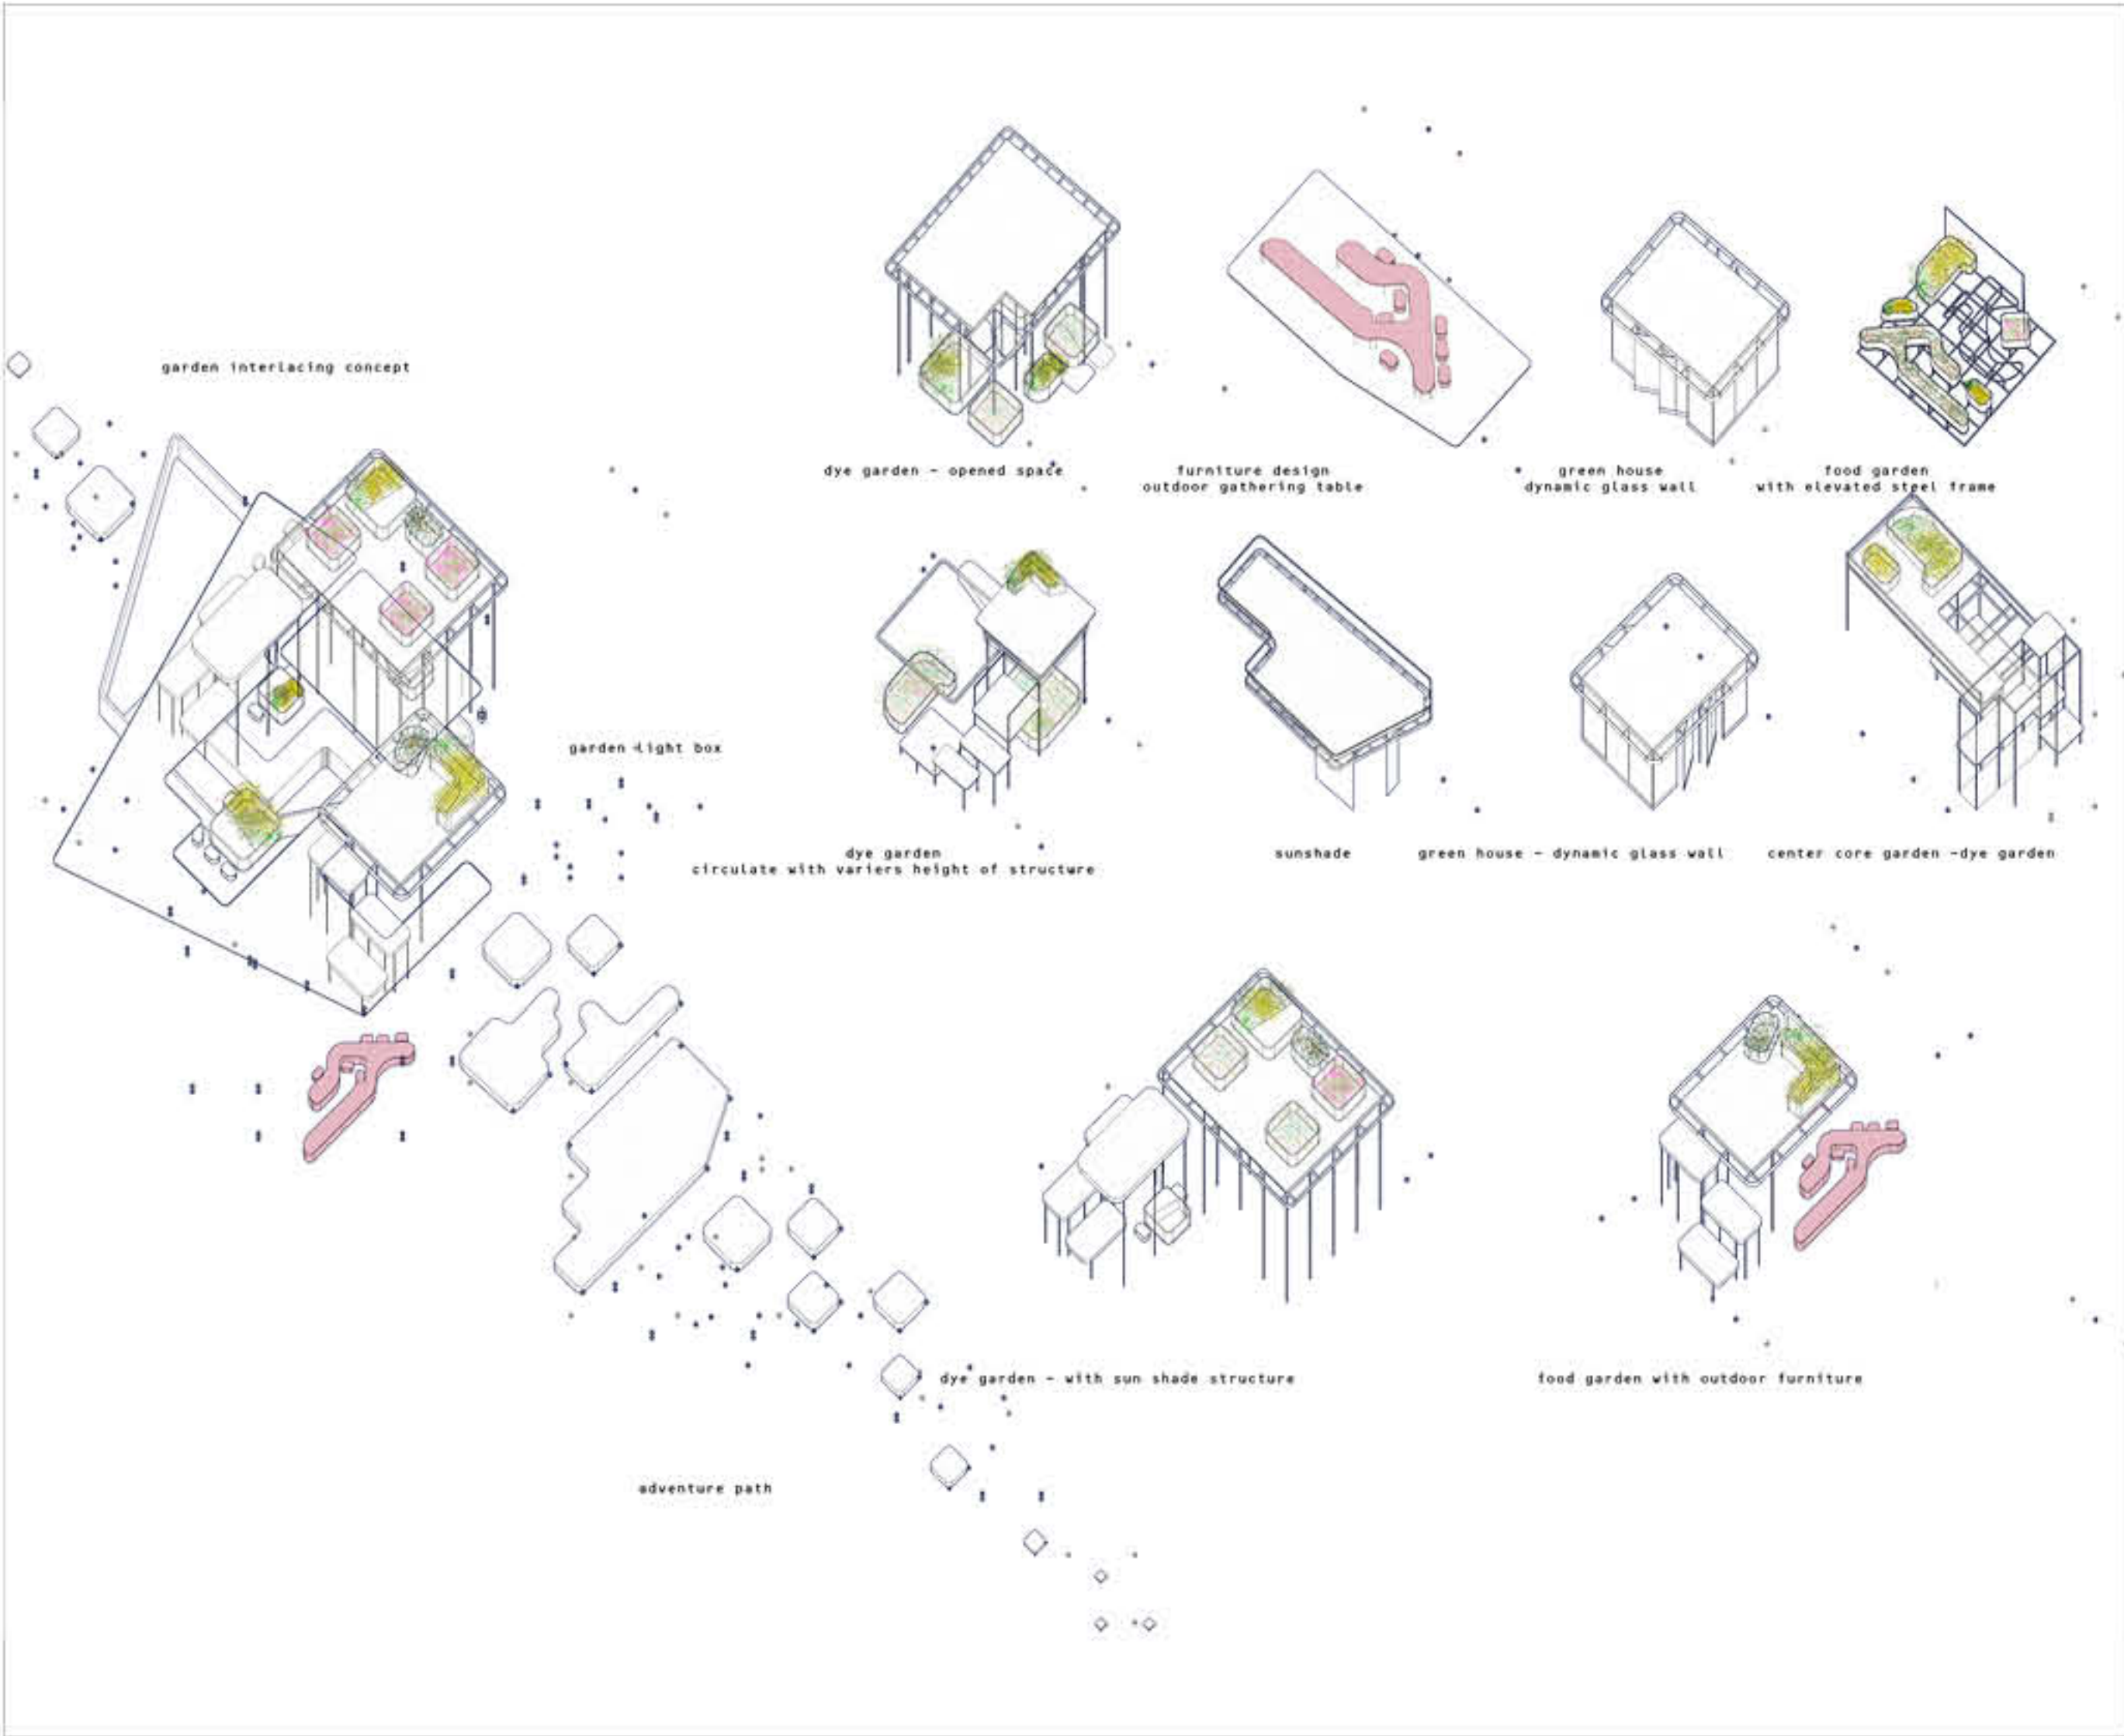 garden interlacing concept
dye garden - opened space
furniture design
outdoor gathering table
green house
dynamic glass wall
food garden
with elevated steel frame
garden light box
dye garden
circulate with variers height of structure
sunshade
green house - dynamic glass wall
center core garden -dye garden
dye garden - with sun shade structure
food garden with outdoor furniture
adventure path